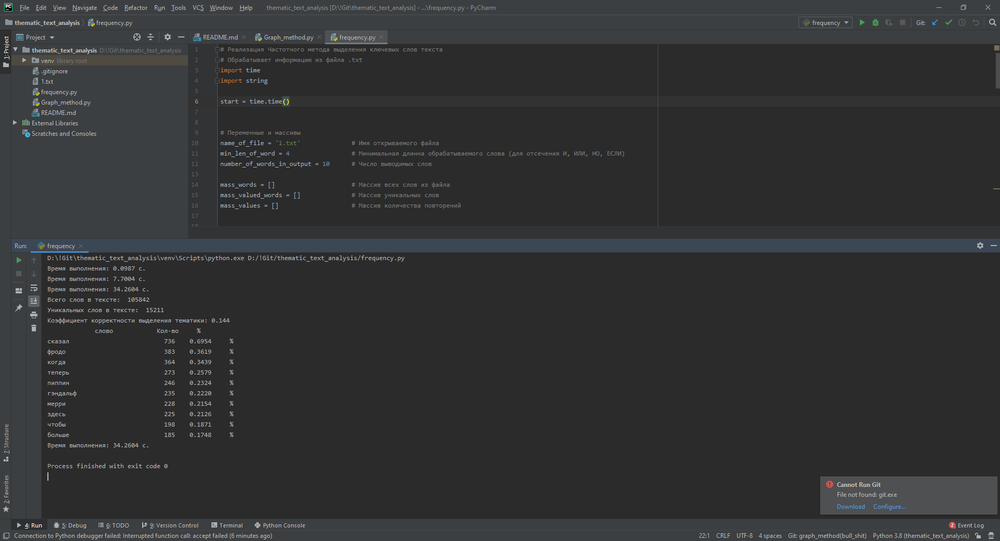 PC File Edit View Navigate Code Refactor Run Tools VCS Window Help thematic_text_analysis [D:\!Git\thematic_text_analysis] - ...\frequency.py - PyCharm
thematic_text_analysis frequency.py frequency Git:
1: Project
Project
README.md Graph_method.py frequency.py
thematic_text_analysis D:\!Git\thematic_text_analysis
venv library root
.gitignore
1.txt
frequency.py
Graph_method.py
README.md
External Libraries
Scratches and Consoles
1 # Реализация Частотного метода выделения ключевых слов текста
2 # Обрабатывает информацию из файла .txt
3 import time
4 import string
5
6 start = time.time()
7
8
9 # Переменные и массивы
10 name_of_file = '1.txt' # Имя открываемого файла
11 min_len_of_word = 4 # Минимальная длинна обрабатываемого слова (для отсечения И, ИЛИ, НО, ЕСЛИ)
12 number_of_words_in_output = 10 # Число выводимых слов
13
14 mass_words = [] # Массив всех слов из файла
15 mass_valued_words = [] # Массив уникальных слов
16 mass_values = [] # Массив количества повторений
17
18
Run: frequency
D:\!Git\thematic_text_analysis\venv\Scripts\python.exe D:/!Git/thematic_text_analysis/frequency.py
Время выполнения: 0.0987 с.
Время выполнения: 7.7004 с.
Время выполнения: 34.2604 с.
Всего слов в тексте:  105842
Уникальных слов в тексте:  15211
Коэффициент корректности выделения тематики: 0.144
слово Кол-во %
сказал 736 0.6954 %
фродо 383 0.3619 %
когда 364 0.3439 %
теперь 273 0.2579 %
пиппин 246 0.2324 %
гэндальф 235 0.2220 %
мерри 228 0.2154 %
здесь 225 0.2126 %
чтобы 198 0.1871 %
больше 185 0.1748 %
Время выполнения: 34.2604 с.
Process finished with exit code 0
7: Structure
2: Favorites
Cannot Run Git
File not found: git.exe
Download Configure...
4: Run 5: Debug 6: TODO 9: Version Control Terminal Python Console 2 Event Log
Connection to Python debugger failed: Interrupted function call: accept failed (6 minutes ago) 22:1 CRLF UTF-8 4 spaces Git: graph_method(bull_shit) Python 3.8 (thematic_text_analysis)